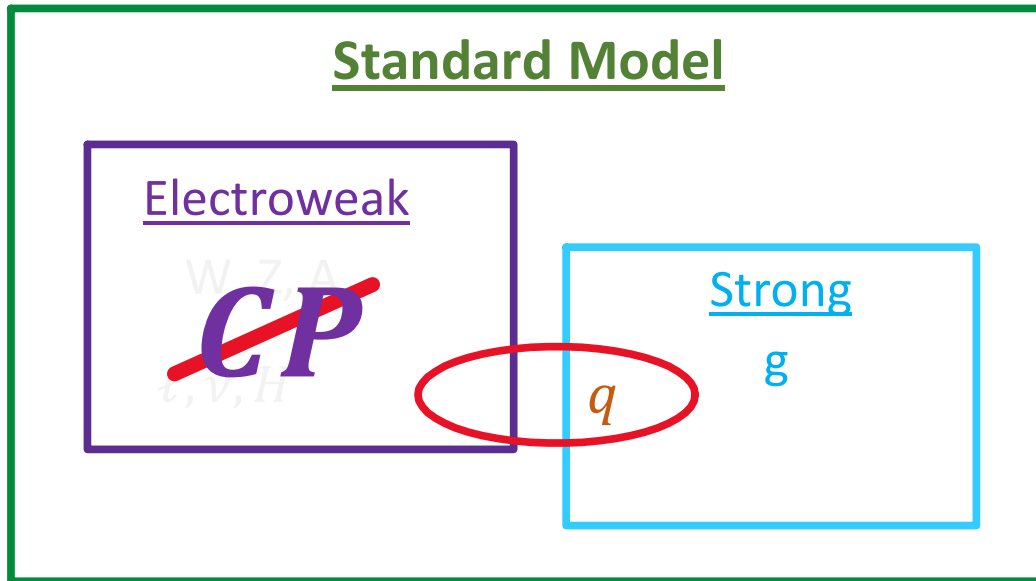 Standard Model
Electroweak
W, Z, A
CP
ℓ, ν, H
Strong
g
q